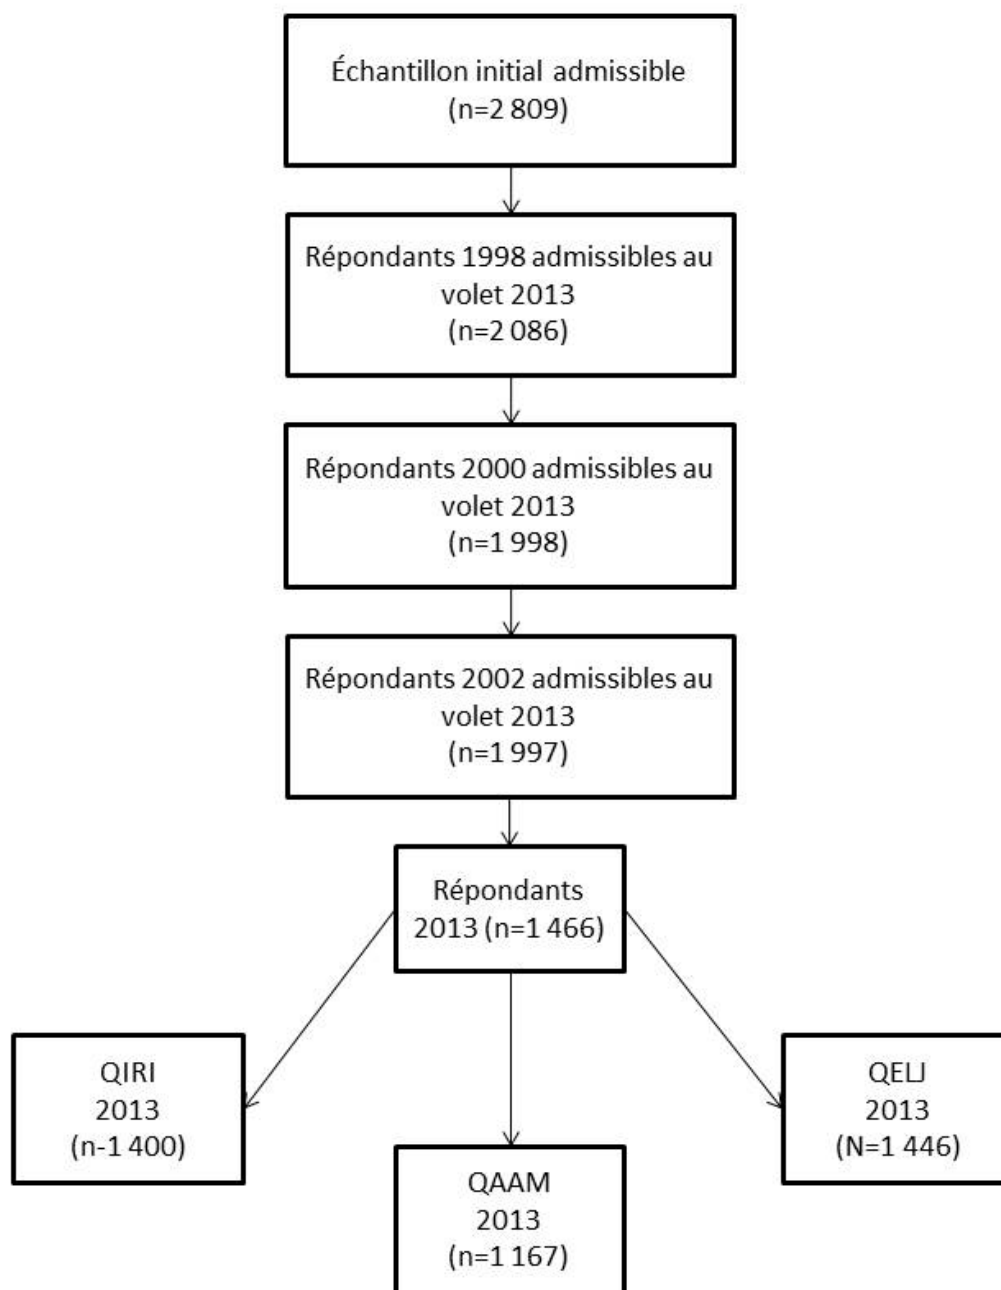 Échantillon initial admissible
(n=2 809)
Répondants 1998 admissibles au
volet 2013
(n=2 086)
Répondants 2000 admissibles au
volet 2013
(n=1 998)
Répondants 2002 admissibles au
volet 2013
(n=1 997)
Répondants
2013 (n=1 466)
QIRI
2013
(n-1 400)
QELJ
2013
(N=1 446)
QAAM
2013
(n=1 167)